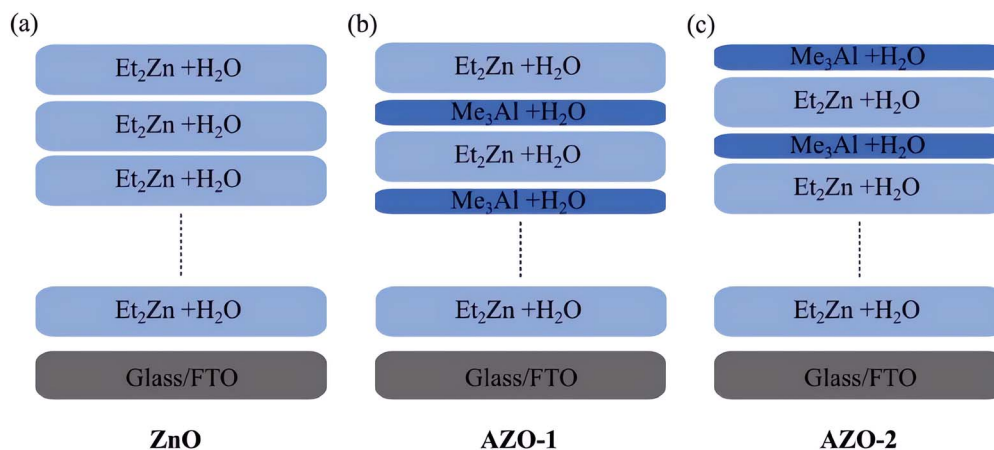 (a)
Et₂Zn +H₂O
Et₂Zn +H₂O
Et₂Zn +H₂O
Et₂Zn +H₂O
Glass/FTO
ZnO
(b)
Et₂Zn +H₂O
Me₃Al +H₂O
Et₂Zn +H₂O
Me₃Al +H₂O
Et₂Zn +H₂O
Glass/FTO
AZO-1
(c)
Me₃Al +H₂O
Et₂Zn +H₂O
Me₃Al +H₂O
Et₂Zn +H₂O
Et₂Zn +H₂O
Glass/FTO
AZO-2